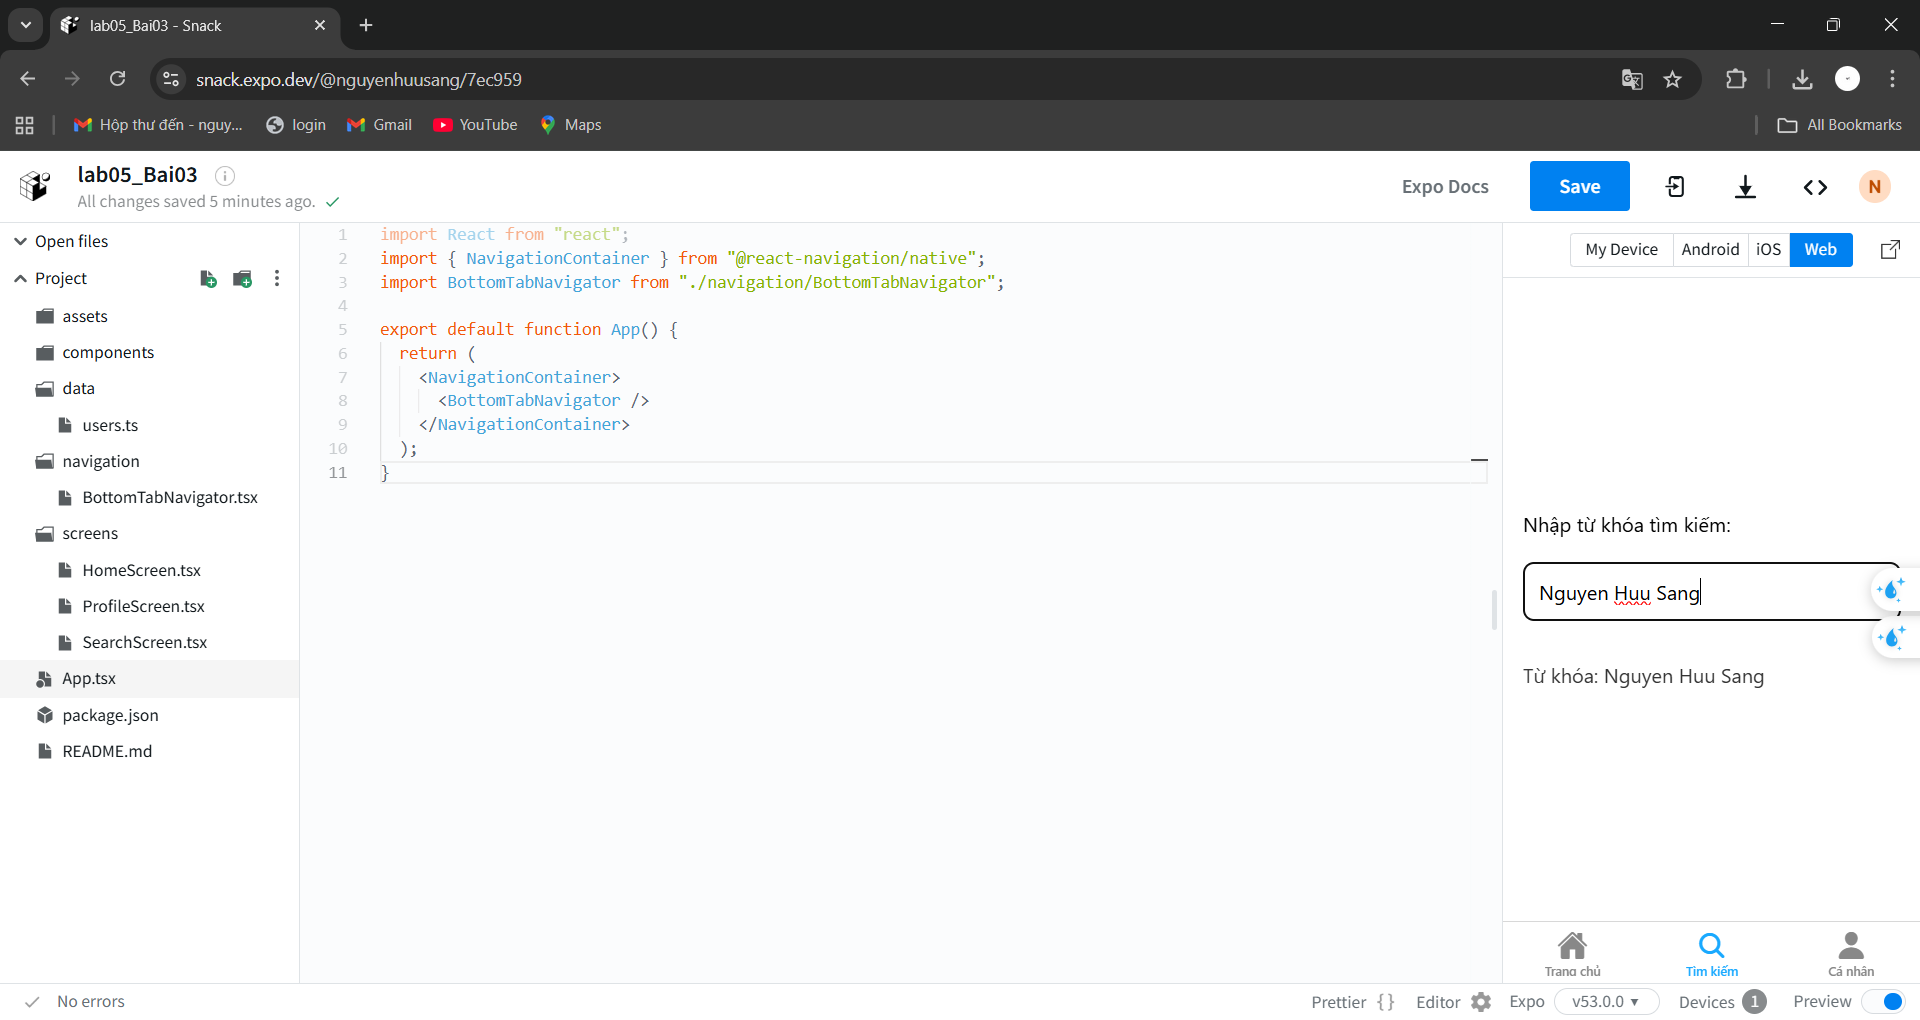 lab05_Bai03 - Snack
snack.expo.dev/@nguyenhuusang/7ec959
Hộp thư đến - nguy...
login
Gmail
YouTube
Maps
All Bookmarks
lab05_Bai03
All changes saved 5 minutes ago.
Expo Docs
Save
N
Open files
Project
assets
components
data
users.ts
navigation
BottomTabNavigator.tsx
screens
HomeScreen.tsx
ProfileScreen.tsx
SearchScreen.tsx
App.tsx
package.json
README.md
1 import React from "react";
2 import { NavigationContainer } from "@react-navigation/native";
3 import BottomTabNavigator from "./navigation/BottomTabNavigator";
4
5 export default function App() {
6 return (
7 <NavigationContainer>
8 <BottomTabNavigator />
9 </NavigationContainer>
10 );
11 }
My Device
Android
iOS
Web
Nhập từ khóa tìm kiếm:
Nguyen Huu Sang
Từ khóa: Nguyen Huu Sang
Trang chủ
Tìm kiếm
Cá nhân
No errors
Prettier {}
Editor
Expo
v53.0.0
Devices 1
Preview